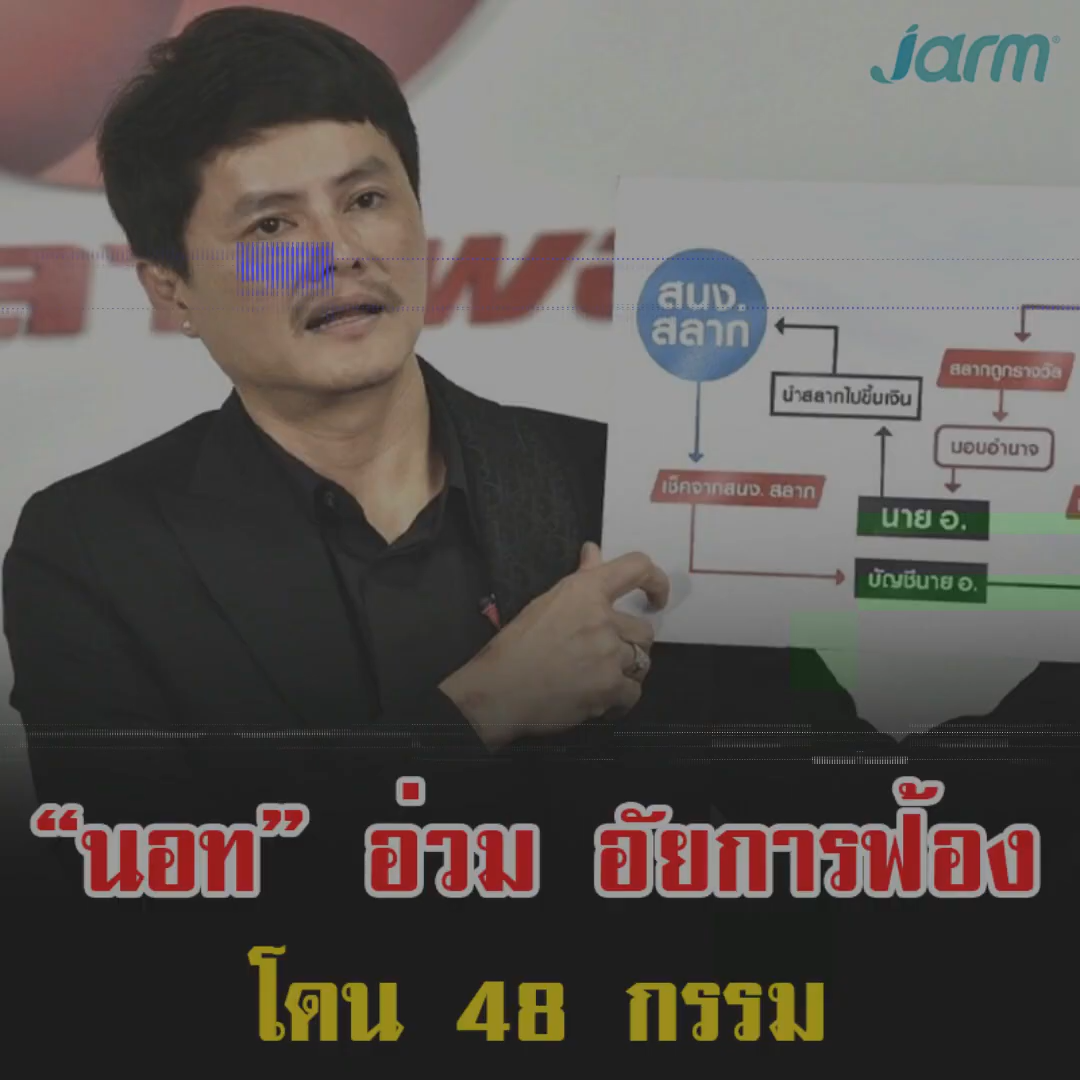 jarm
สนง.
สลาก
นำสลากไปขึ้นเงิน
สลากถูกรางวัล
มอบอำนาจ
เช็คจากสนง. สลาก
นาย อ.
บัญชีนาย อ.
“นอท” อ่วม อัยการฟ้อง
โดน 48 กรรม